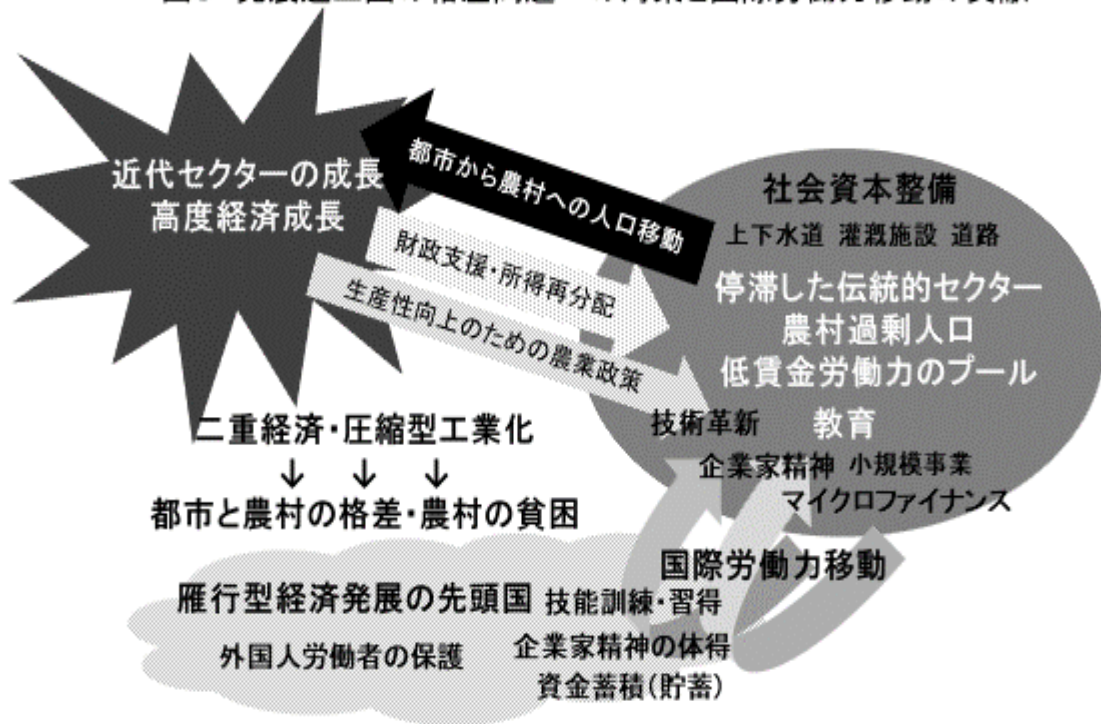 近代セクターの成長
高度経済成長
都市から農村への人口移動
財政支援・所得再分配
生産性向上のための農業政策
社会資本整備
上下水道 灌漑施設 道路
停滞した伝統的セクター
農村過剰人口
低賃金労働力のプール
技術革新 教育
企業家精神 小規模事業
マイクロファイナンス
二重経済・圧縮型工業化
↓ ↓ ↓
都市と農村の格差・農村の貧困
国際労働力移動
雁行型経済発展の先頭国 技能訓練・習得
外国人労働者の保護 企業家精神の体得
資金蓄積(貯蓄)